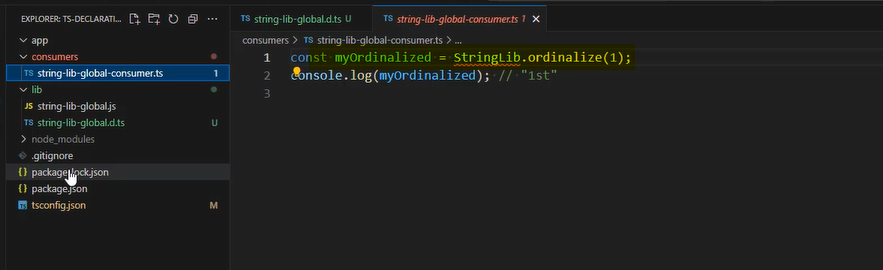 EXPLORER: TS-DECLARATI...
app
consumers
TS string-lib-global-consumer.ts 1
lib
JS string-lib-global.js
TS string-lib-global.d.ts U
node_modules
.gitignore
{} package-lock.json
{} package.json
TS tsconfig.json M
TS string-lib-global.d.ts U
TS string-lib-global-consumer.ts 1
consumers > TS string-lib-global-consumer.ts > ...
1 const myOrdinalized = StringLib.ordinalize(1);
2 console.log(myOrdinalized); // "1st"
3